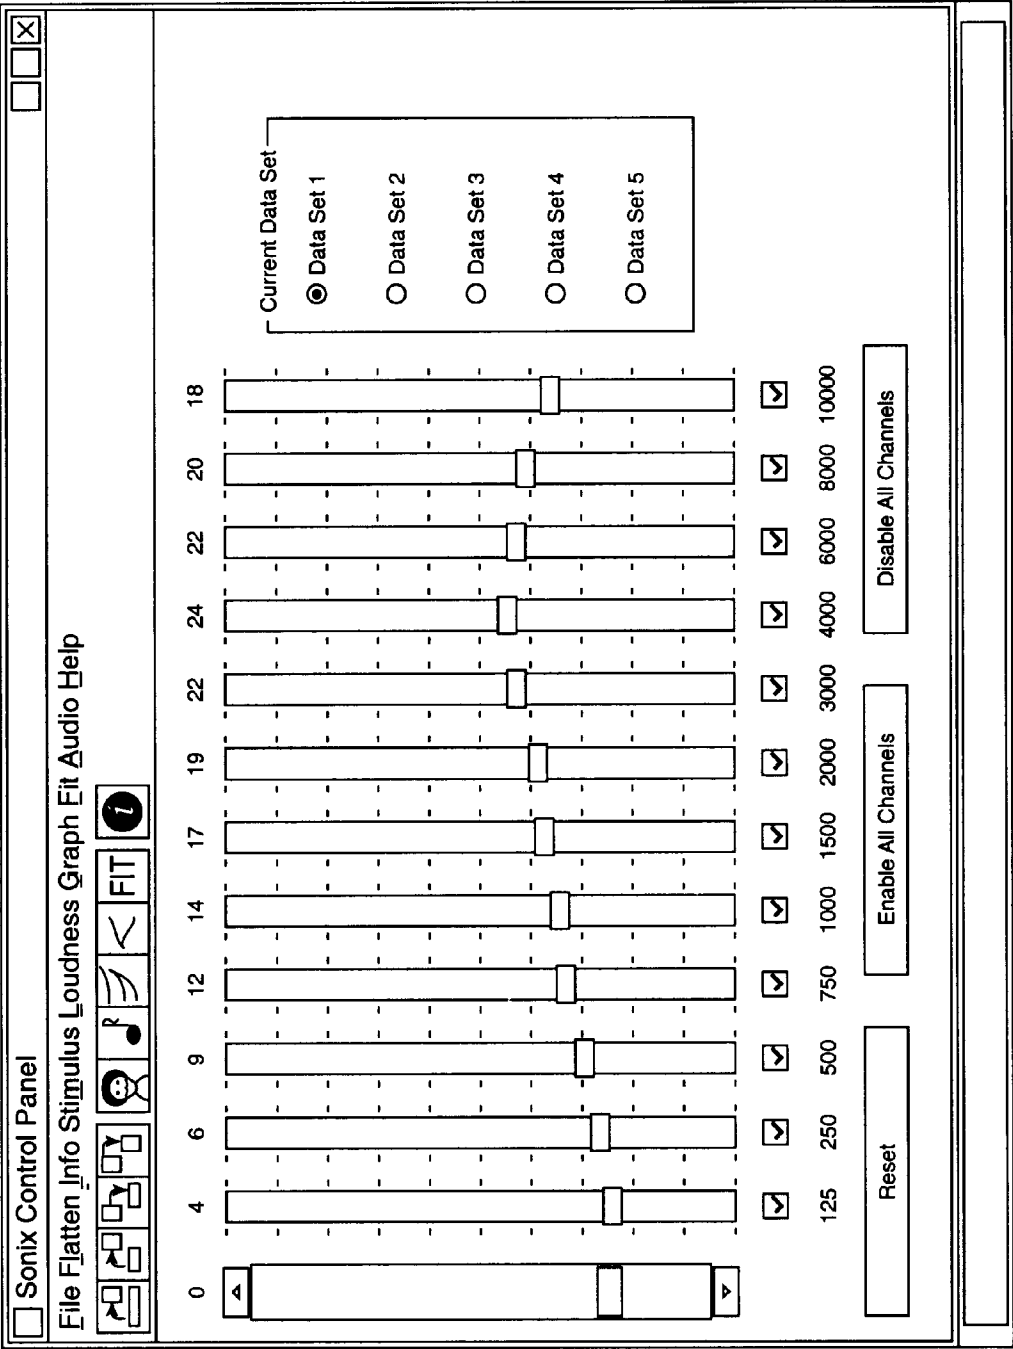 Sonix Control Panel
File Flatten Info Stimulus Loudness Graph Fit Audio Help
FIT i
0 4 6 9 12 14 17 19 22 24 22 20 18
Current Data Set
Data Set 1
Data Set 2
Data Set 3
Data Set 4
Data Set 5
125 250 500 750 1000 1500 2000 3000 4000 6000 8000 10000
Reset Enable All Channels Disable All Channels